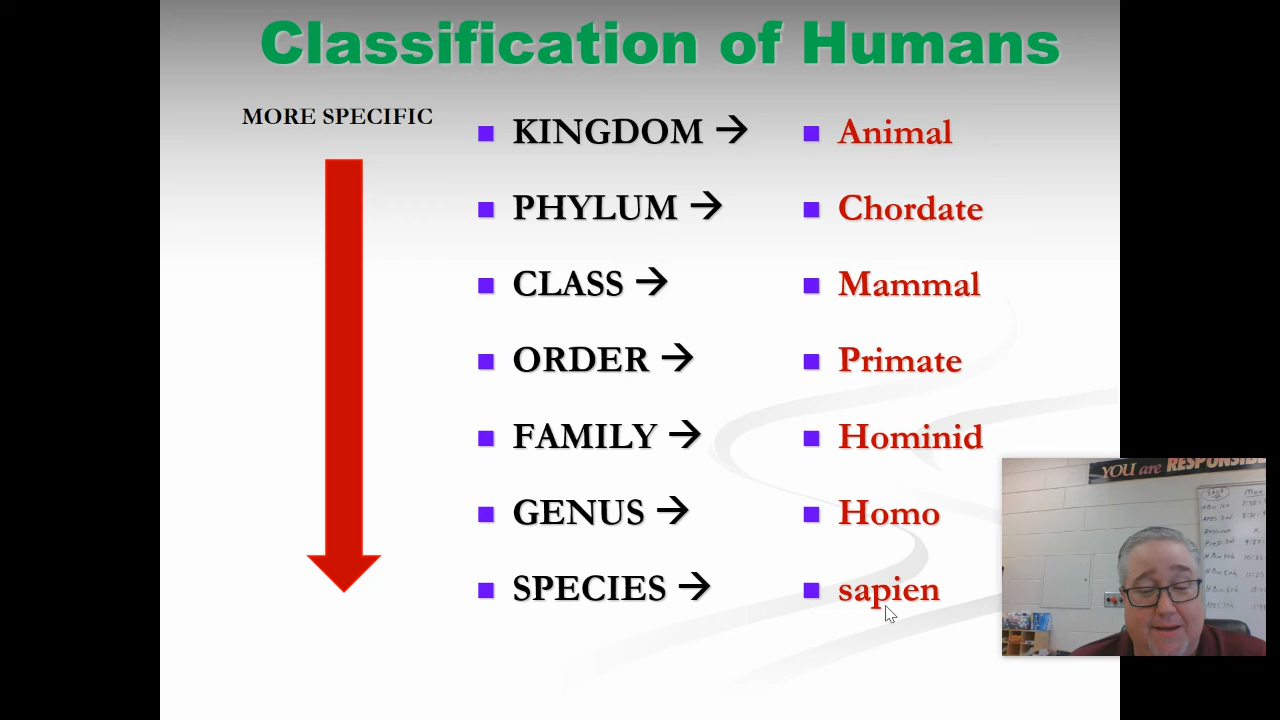 Classification of Humans
MORE SPECIFIC
KINGDOM → Animal
PHYLUM → Chordate
CLASS → Mammal
ORDER → Primate
FAMILY → Hominid
GENUS → Homo
SPECIES → sapien
YOU are RESPONSIB